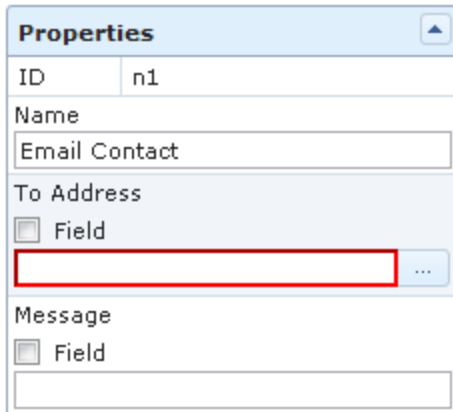 Properties
ID n1
Name
Email Contact
To Address
Field
...
Message
Field